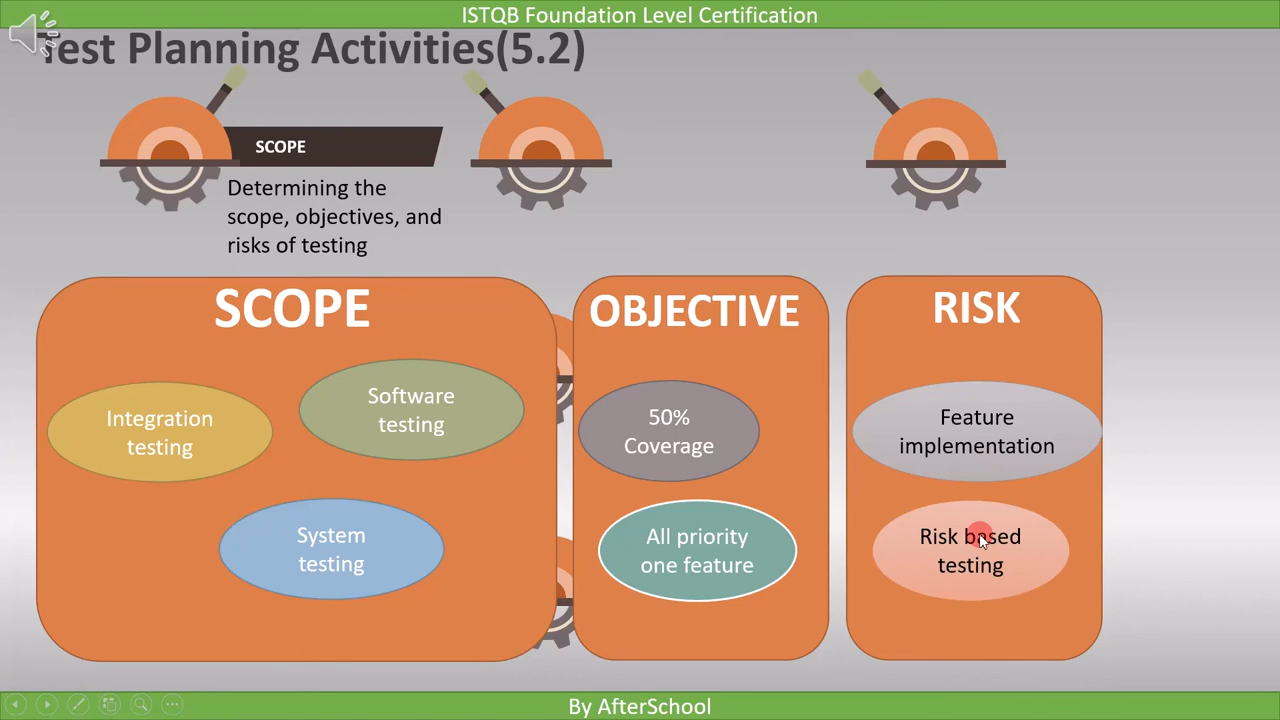 ISTQB Foundation Level Certification
Test Planning Activities(5.2)
SCOPE
Determining the
scope, objectives, and
risks of testing
SCOPE
Integration
testing
Software
testing
System
testing
OBJECTIVE
50%
Coverage
All priority
one feature
RISK
Feature
implementation
Risk based
testing
By AfterSchool